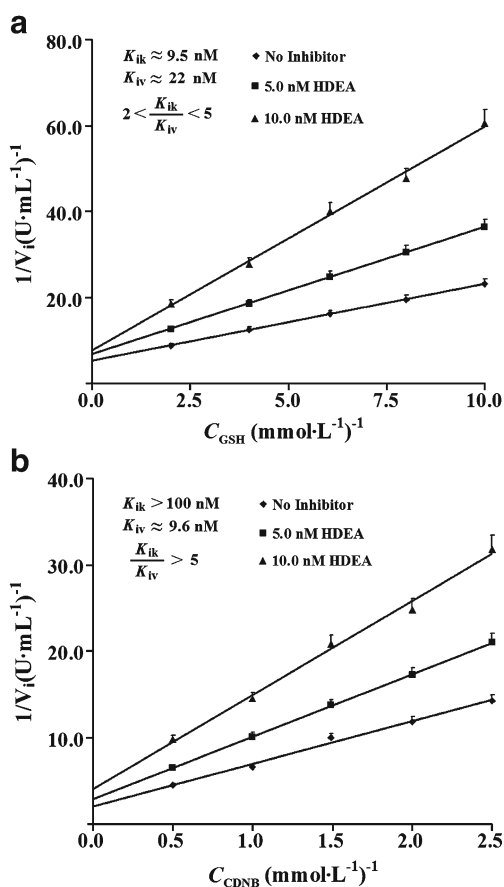 a
80.0
60.0
40.0
20.0
1/Vi(U·mL⁻¹)⁻¹
Kik ≈ 9.5 nM
Kiv ≈ 22 nM
2 < Kik/Kiv < 5
No Inhibitor
5.0 nM HDEA
10.0 nM HDEA
0.0 2.5 5.0 7.5 10.0
CGSH (mmol·L⁻¹)⁻¹
b
40.0
30.0
20.0
10.0
1/Vi(U·mL⁻¹)⁻¹
Kik > 100 nM
Kiv ≈ 9.6 nM
Kik/Kiv > 5
No Inhibitor
5.0 nM HDEA
10.0 nM HDEA
0.0 0.5 1.0 1.5 2.0 2.5
CCDNB (mmol·L⁻¹)⁻¹